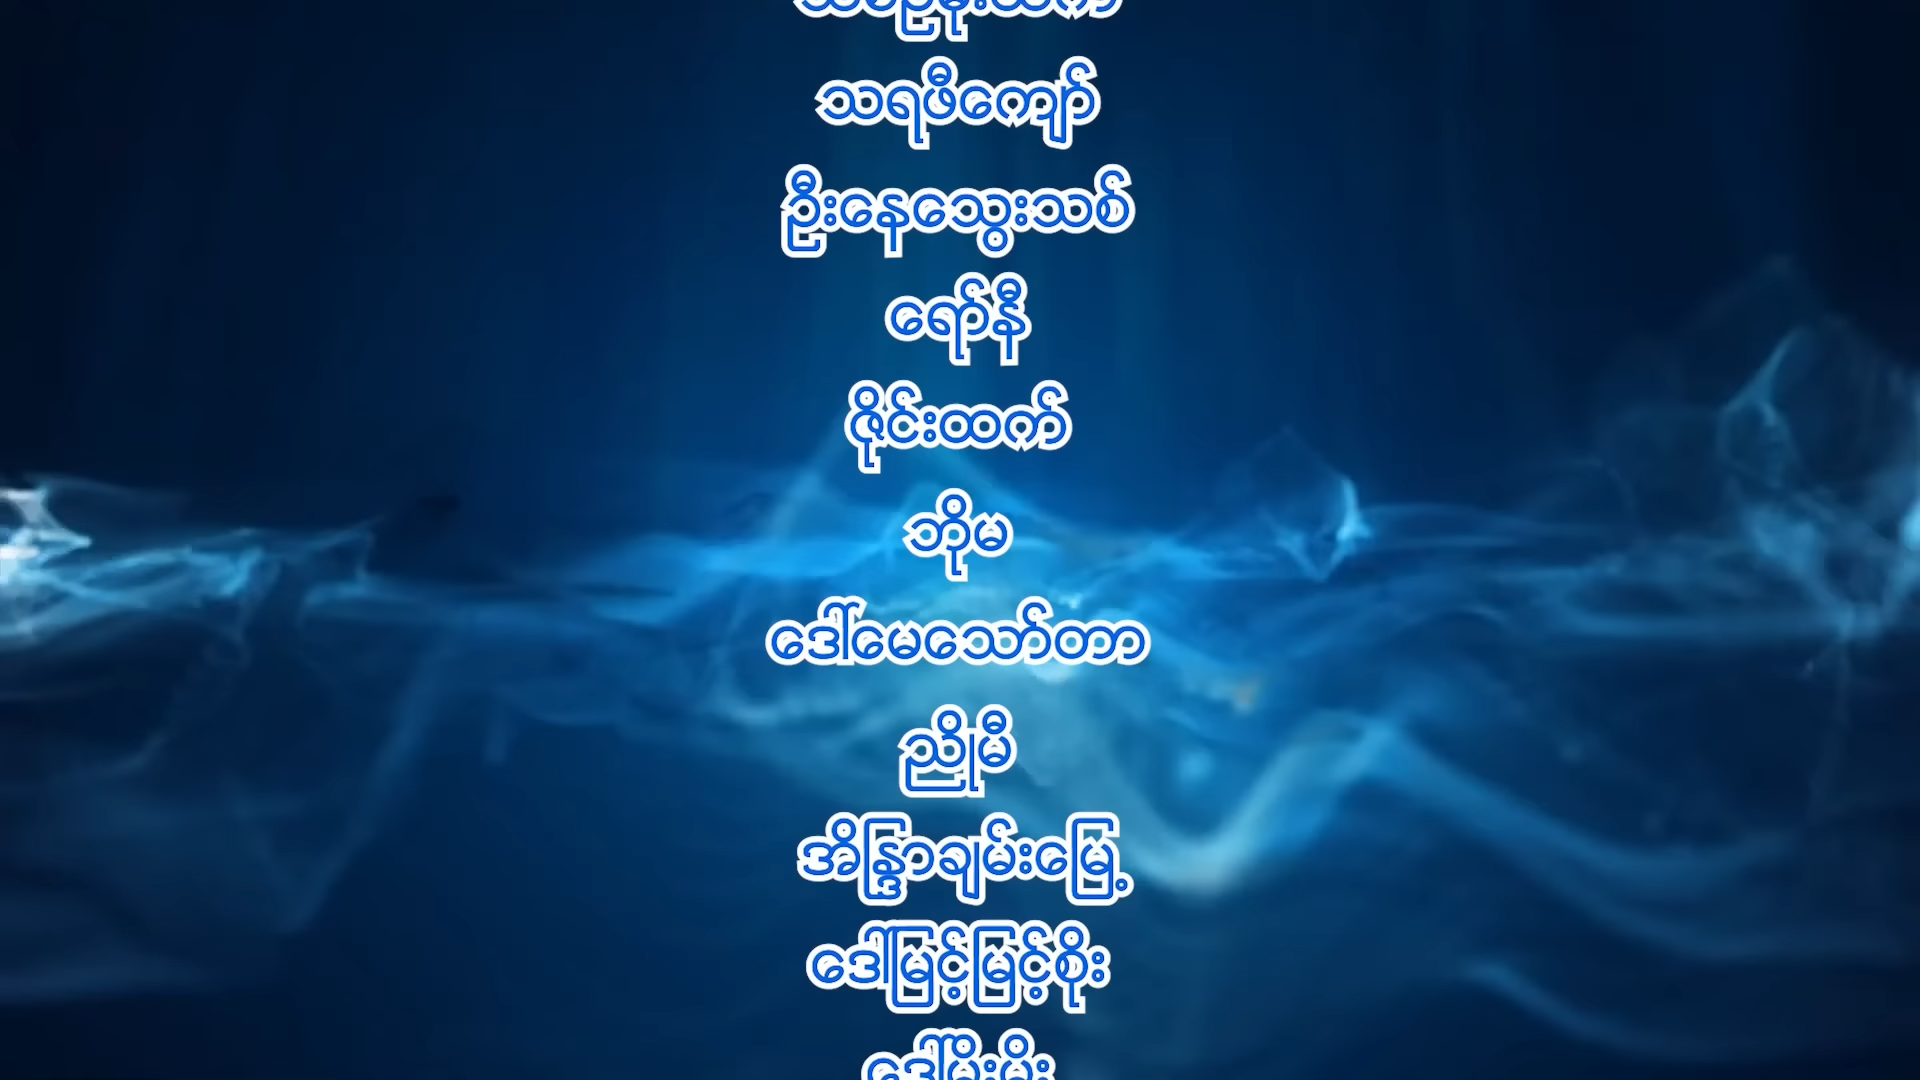 သရဖီကျော်
ဦးနေသွေးသစ်
ရော်နီ
ဇိုင်းထက်
ဘိုမ
ဒေါ်မေသော်တာ
ညိုမီ
အိန္ဒြာချမ်းမြေ့
ဒေါ်မြင့်မြင့်စိုး